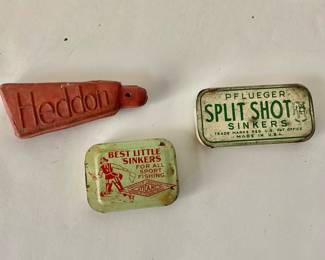 Heddon
PFLUEGER
SPLIT SHOT
SINKERS
TRADE MARKS REG. U.S. PAT OFFICE
MADE IN U.S.A.
BEST LITTLE
SINKERS
FOR ALL
SPORT
FISHING